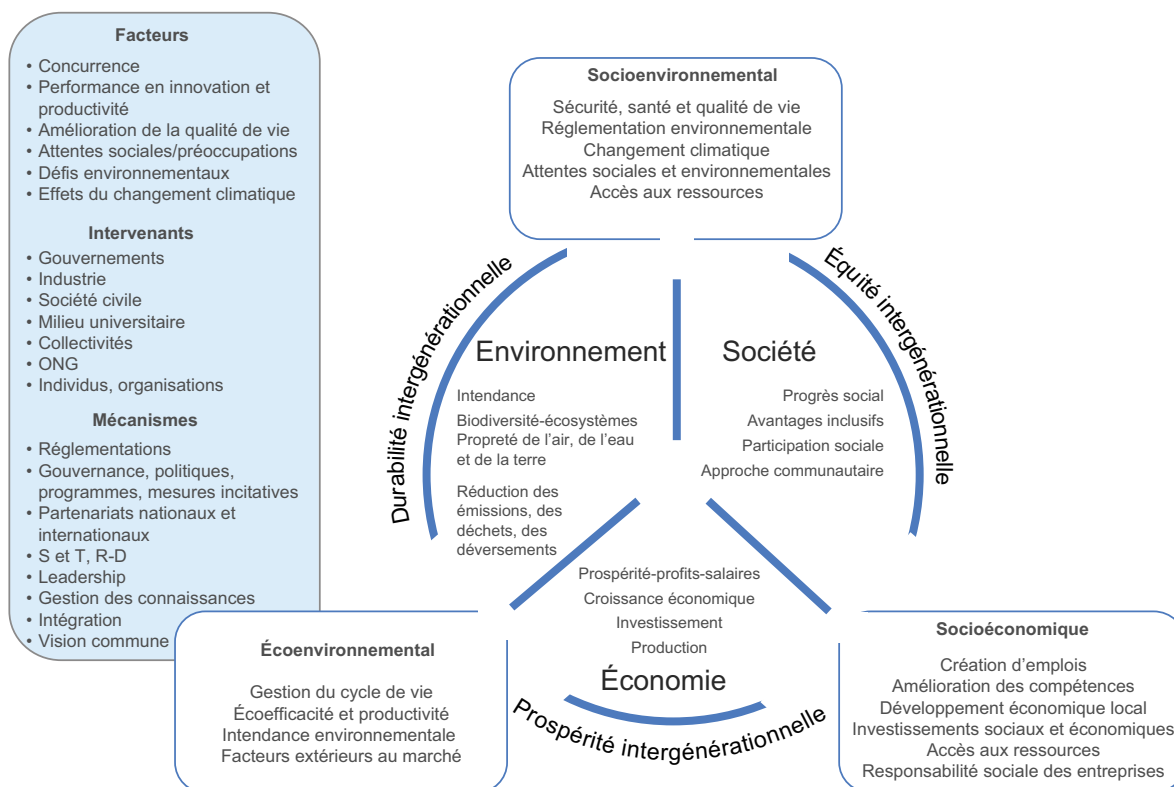 Facteurs
• Concurrence
• Performance en innovation et
productivité
• Amélioration de la qualité de vie
• Attentes sociales/préoccupations
• Défis environnementaux
• Effets du changement climatique
Intervenants
• Gouvernements
• Industrie
• Société civile
• Milieu universitaire
• Collectivités
• ONG
• Individus, organisations
Mécanismes
• Réglementations
• Gouvernance, politiques,
programmes, mesures incitatives
• Partenariats nationaux et
internationaux
• S et T, R-D
• Leadership
• Gestion des connaissances
• Intégration
• Vision commune
Socioenvironnemental
Sécurité, santé et qualité de vie
Réglementation environnementale
Changement climatique
Attentes sociales et environnementales
Accès aux ressources
Durabilité intergénérationnelle
Équité intergénérationnelle
Environnement
Intendance
Biodiversité-écosystèmes
Propreté de l'air, de l'eau
et de la terre
Réduction des
émissions, des
déchets, des
déversements
Société
Progrès social
Avantages inclusifs
Participation sociale
Approche communautaire
Prospérité-profits-salaires
Croissance économique
Investissement
Production
Économie
Prospérité intergénérationnelle
Écoenvironnemental
Gestion du cycle de vie
Écoefficacité et productivité
Intendance environnementale
Facteurs extérieurs au marché
Socioéconomique
Création d'emplois
Amélioration des compétences
Développement économique local
Investissements sociaux et économiques
Accès aux ressources
Responsabilité sociale des entreprises